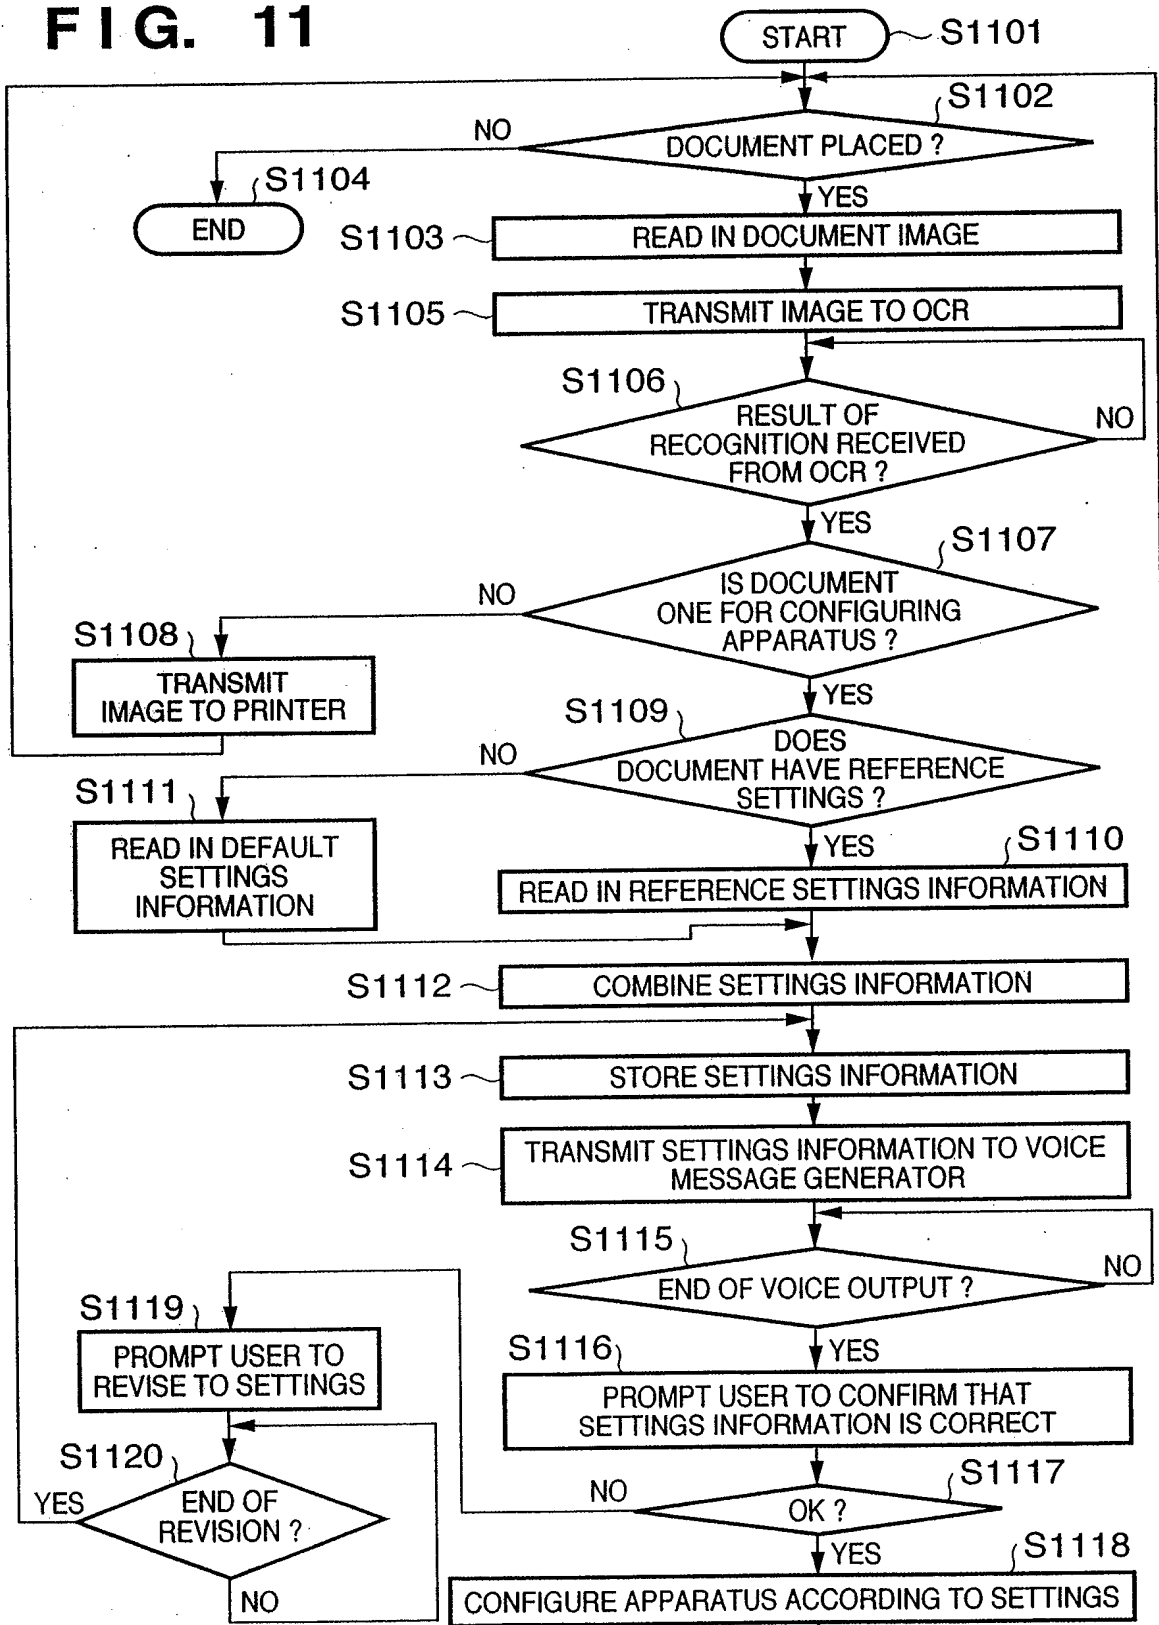 FIG. 11
START
S1101
S1102
NO
DOCUMENT PLACED ?
S1104
YES
END
S1103
READ IN DOCUMENT IMAGE
S1105
TRANSMIT IMAGE TO OCR
S1106
RESULT OF
RECOGNITION RECEIVED
FROM OCR ?
NO
YES
S1107
NO
IS DOCUMENT
ONE FOR CONFIGURING
APPARATUS ?
S1108
TRANSMIT
IMAGE TO PRINTER
YES
S1109
NO
DOES
DOCUMENT HAVE REFERENCE
SETTINGS ?
S1111
READ IN DEFAULT
SETTINGS
INFORMATION
YES
S1110
READ IN REFERENCE SETTINGS INFORMATION
S1112
COMBINE SETTINGS INFORMATION
S1113
STORE SETTINGS INFORMATION
S1114
TRANSMIT SETTINGS INFORMATION TO VOICE
MESSAGE GENERATOR
S1115
END OF VOICE OUTPUT ?
NO
S1119
PROMPT USER TO
REVISE TO SETTINGS
YES
S1116
PROMPT USER TO CONFIRM THAT
SETTINGS INFORMATION IS CORRECT
S1120
YES
END OF
REVISION ?
NO
NO
OK ?
S1117
YES
S1118
CONFIGURE APPARATUS ACCORDING TO SETTINGS